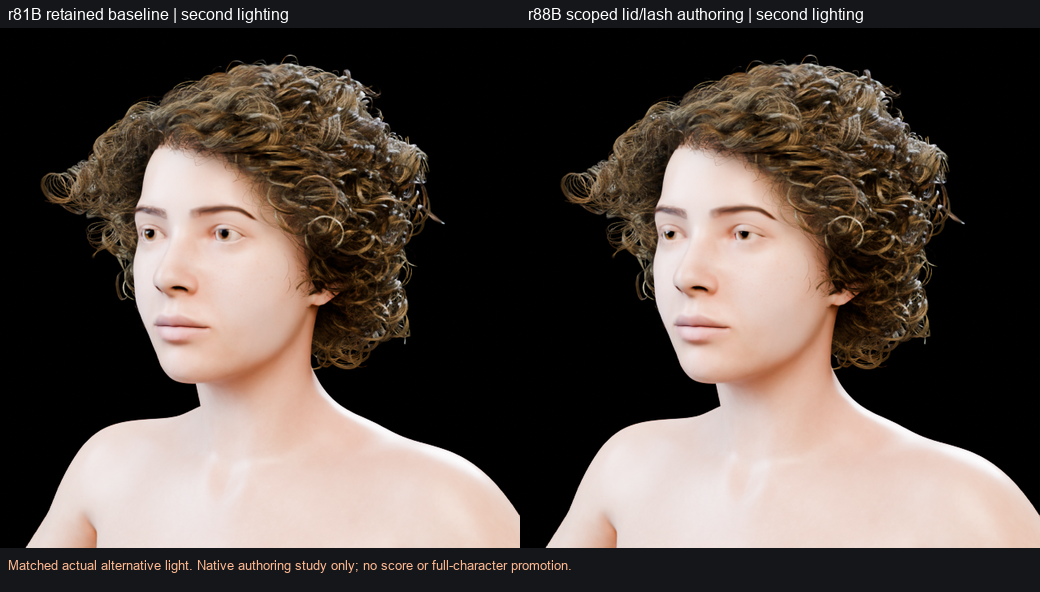 r81B retained baseline | second lighting
r88B scoped lid/lash authoring | second lighting
Matched actual alternative light. Native authoring study only; no score or full-character promotion.